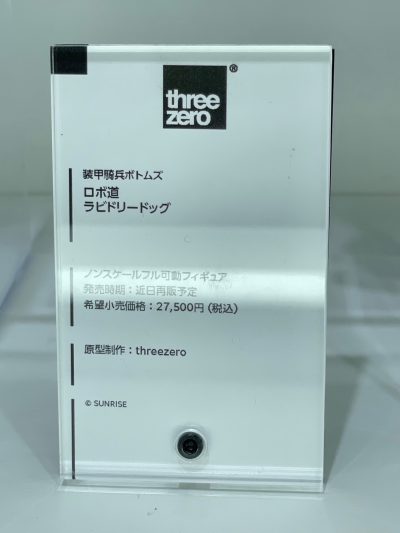 three
zero
®
装甲騎兵ボトムズ
ロボ道
ラビドリードッグ
ノンスケールフル可動フィギュア
発売時期：近日再販予定
希望小売価格：27,500円（税込）
原型制作：threezero
© SUNRISE